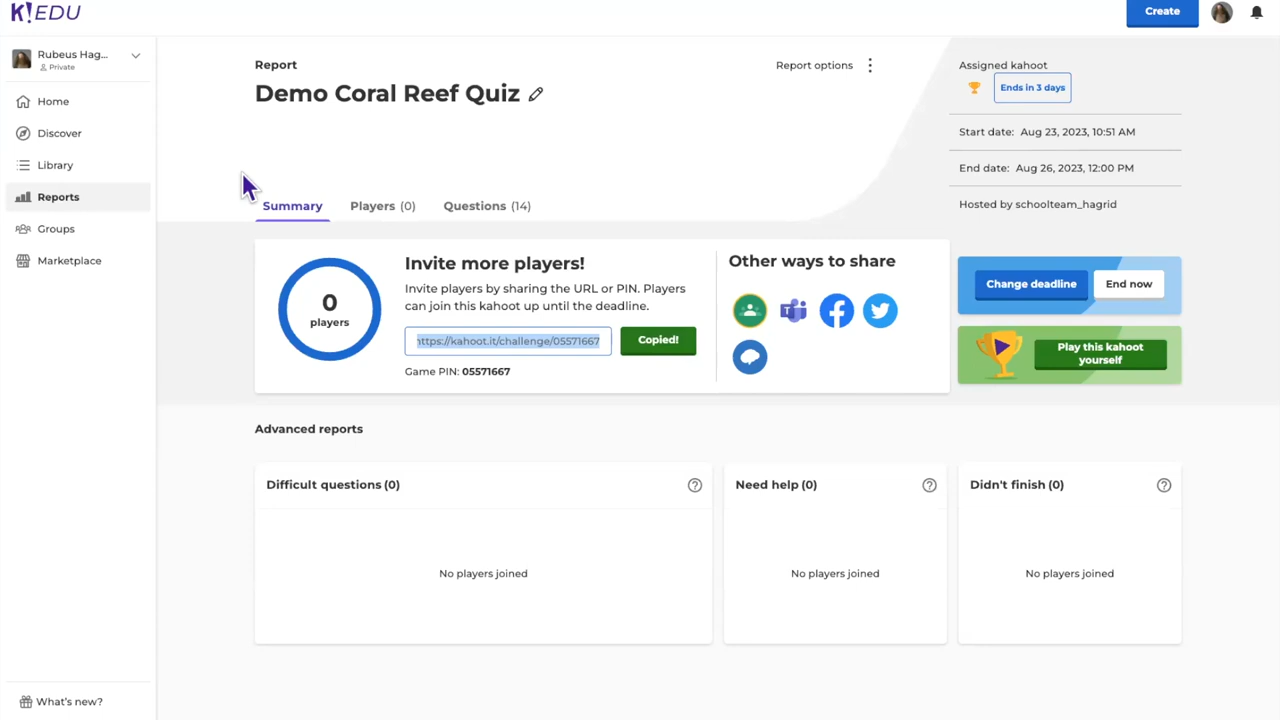 K!EDU
Create
Rubeus Hag...
Private
Home
Discover
Library
Reports
Groups
Marketplace
What's new?
Report
Report options
Demo Coral Reef Quiz
Summary
Players (0)
Questions (14)
Assigned kahoot
Ends in 3 days
Start date: Aug 23, 2023, 10:51 AM
End date: Aug 26, 2023, 12:00 PM
Hosted by schoolteam_hagrid
0
players
Invite more players!
Invite players by sharing the URL or PIN. Players
can join this kahoot up until the deadline.
https://kahoot.it/challenge/05571667
Copied!
Game PIN: 05571667
Other ways to share
Change deadline
End now
Play this kahoot
yourself
Advanced reports
Difficult questions (0)
No players joined
Need help (0)
No players joined
Didn't finish (0)
No players joined